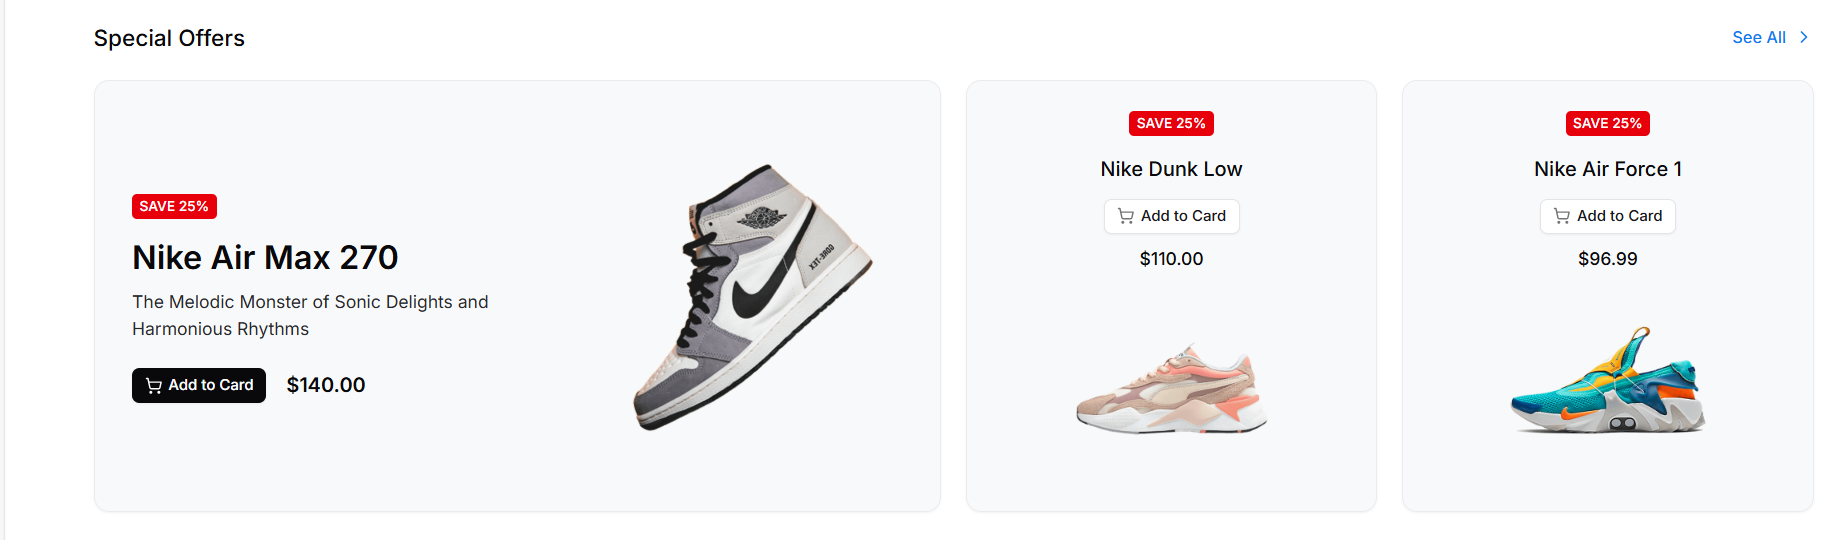 Special Offers
See All
SAVE 25%
Nike Air Max 270
The Melodic Monster of Sonic Delights and
Harmonious Rhythms
Add to Card
$140.00
GORE-TEX
SAVE 25%
Nike Dunk Low
Add to Card
$110.00
SAVE 25%
Nike Air Force 1
Add to Card
$96.99